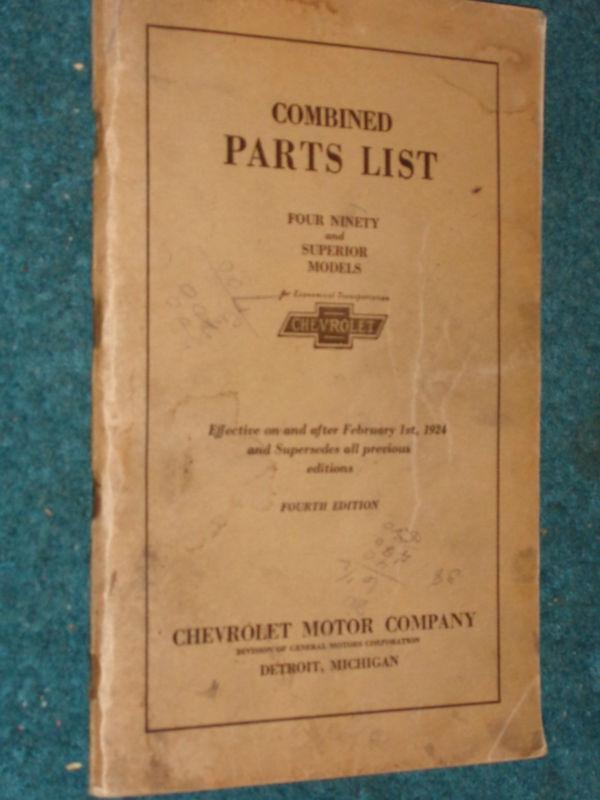 COMBINED
PARTS LIST
FOUR NINETY
and
SUPERIOR
MODELS
for Economical Transportation
CHEVROLET
Effective on and after February 1st, 1924
and Supersedes all previous
editions
FOURTH EDITION
CHEVROLET MOTOR COMPANY
DIVISION OF GENERAL MOTORS CORPORATION
DETROIT, MICHIGAN